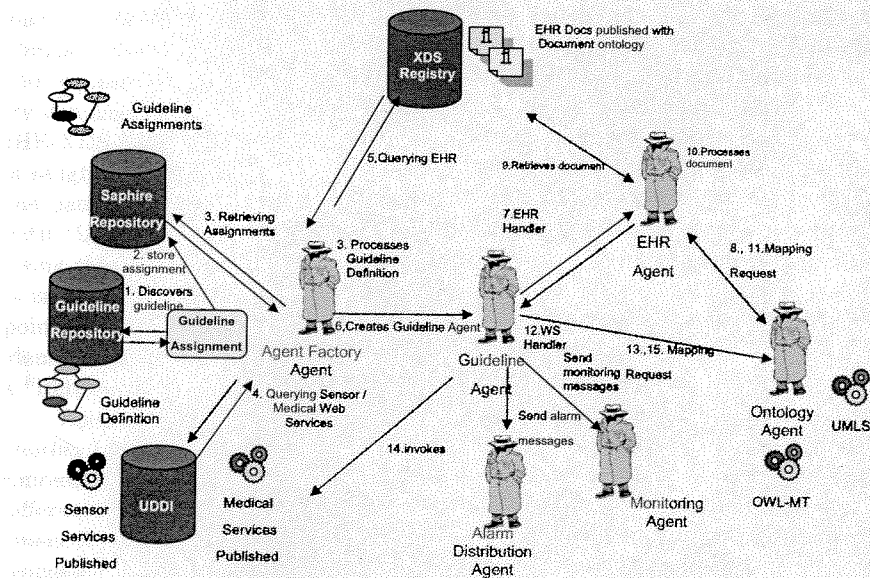 XDS
Registry
EHR Docs published with
Document ontology
Guideline
Assignments
5,Querying EHR
9.Retrieves document
10.Processes
document
Saphire
Repository
3. Retrieving
Assignments
7.EHR
Handler
2. store
assignment
3. Processes
Guideline
Definition
EHR
Agent
8., 11.Mapping
Request
1. Discovers
guideline
Guideline
Repository
Guideline
Assignment
6,Creates Guideline Agent
Agent Factory
Agent
Guideline
Agent
12.WS
Handler
13.,15. Mapping
Request
Send
monitoring
messages
Guideline
Definition
4. Querying Sensor /
Medical Web
Services
Ontology
Agent
UMLS
Send alarm
messages
14.invokes
UDDI
Sensor
Services
Published
Medical
Services
Published
Alarm
Distribution
Agent
Monitoring
Agent
OWL-MT